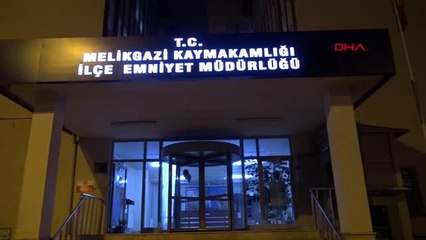 T.C.
MELİKGAZİ KAYMAKAMLIĞI
İLÇE EMNİYET MÜDÜRLÜĞÜ
DHA